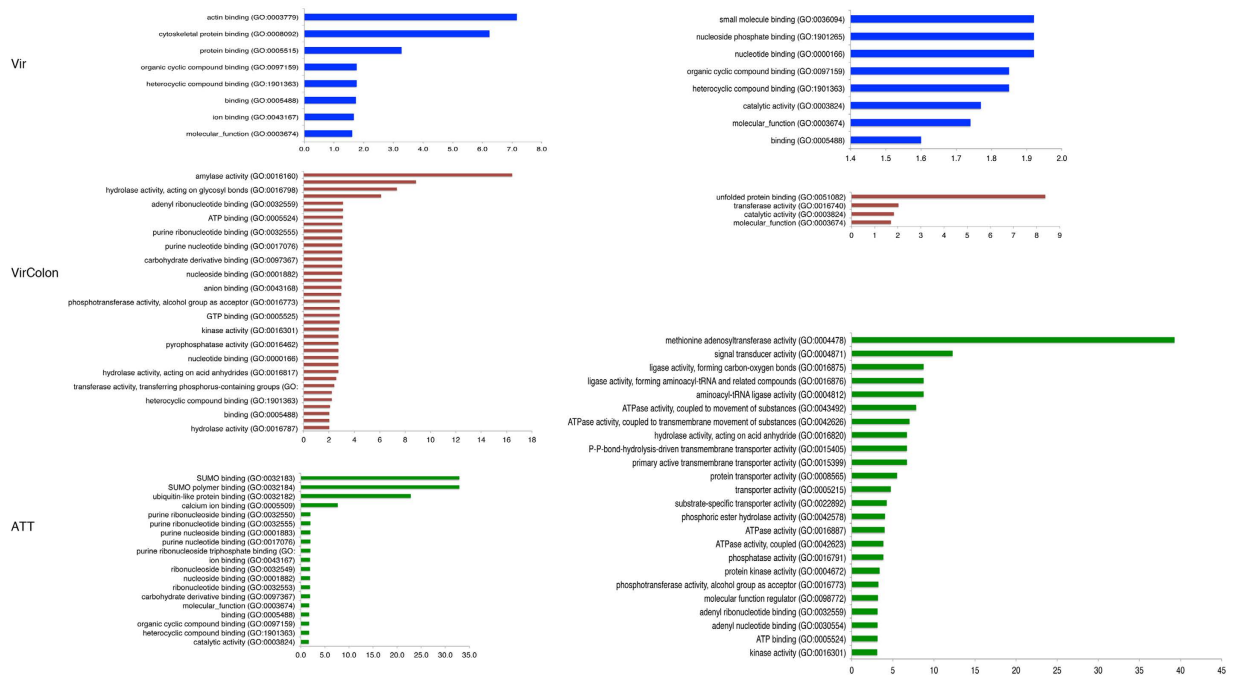 Vir
actin binding (GO:0003779)
cytoskeletal protein binding (GO:0008092)
protein binding (GO:0005515)
organic cyclic compound binding (GO:0097159)
heterocyclic compound binding (GO:1901363)
binding (GO:0005488)
ion binding (GO:0043167)
molecular_function (GO:0003674)
0.0 1.0 2.0 3.0 4.0 5.0 6.0 7.0 8.0
small molecule binding (GO:0036094)
nucleoside phosphate binding (GO:1901265)
nucleotide binding (GO:0000166)
organic cyclic compound binding (GO:0097159)
heterocyclic compound binding (GO:1901363)
catalytic activity (GO:0003824)
molecular_function (GO:0003674)
binding (GO:0005488)
1.4 1.5 1.6 1.7 1.8 1.9 2.0
VirColon
amylase activity (GO:0016160)
hydrolase activity, acting on glycosyl bonds (GO:0016798)
adenyl ribonucleotide binding (GO:0032559)
ATP binding (GO:0005524)
purine ribonucleotide binding (GO:0032555)
purine nucleotide binding (GO:0017076)
carbohydrate derivative binding (GO:0097367)
nucleoside binding (GO:0001882)
anion binding (GO:0043168)
phosphotransferase activity, alcohol group as acceptor (GO:0016773)
GTP binding (GO:0005525)
kinase activity (GO:0016301)
pyrophosphatase activity (GO:0016462)
nucleotide binding (GO:0000166)
hydrolase activity, acting on acid anhydrides (GO:0016817)
transferase activity, transferring phosphorus-containing groups (GO:
heterocyclic compound binding (GO:1901363)
binding (GO:0005488)
hydrolase activity (GO:0016787)
0 2 4 6 8 10 12 14 16 18
unfolded protein binding (GO:0051082)
transferase activity (GO:0016740)
catalytic activity (GO:0003824)
molecular_function (GO:0003674)
0 1 2 3 4 5 6 7 8 9
ATT
SUMO binding (GO:0032183)
SUMO polymer binding (GO:0032184)
ubiquitin-like protein binding (GO:0032182)
calcium ion binding (GO:0005509)
purine ribonucleoside binding (GO:0032550)
purine ribonucleotide binding (GO:0032555)
purine nucleoside binding (GO:0001883)
purine nucleotide binding (GO:0017076)
purine ribonucleoside triphosphate binding (GO:
ion binding (GO:0043167)
ribonucleoside binding (GO:0032549)
nucleoside binding (GO:0001882)
ribonucleotide binding (GO:0032553)
carbohydrate derivative binding (GO:0097367)
molecular_function (GO:0003674)
binding (GO:0005488)
organic cyclic compound binding (GO:0097159)
heterocyclic compound binding (GO:1901363)
catalytic activity (GO:0003824)
0.0 5.0 10.0 15.0 20.0 25.0 30.0 35.0
methionine adenosyltransferase activity (GO:0004478)
signal transducer activity (GO:0004871)
ligase activity, forming carbon-oxygen bonds (GO:0016875)
ligase activity, forming aminoacyl-tRNA and related compounds (GO:0016876)
aminoacyl-tRNA ligase activity (GO:0004812)
ATPase activity, coupled to movement of substances (GO:0043492)
ATPase activity, coupled to transmembrane movement of substances (GO:0042626)
hydrolase activity, acting on acid anhydride (GO:0016820)
P-P-bond-hydrolysis-driven transmembrane transporter activity (GO:0015405)
primary active transmembrane transporter activity (GO:0015399)
protein transporter activity (GO:0008565)
transporter activity (GO:0005215)
substrate-specific transporter activity (GO:0022892)
phosphoric ester hydrolase activity (GO:0042578)
ATPase activity (GO:0016887)
ATPase activity, coupled (GO:0042623)
phosphatase activity (GO:0016791)
protein kinase activity (GO:0004672)
phosphotransferase activity, alcohol group as acceptor (GO:0016773)
molecular function regulator (GO:0098772)
adenyl ribonucleotide binding (GO:0032559)
adenyl nucleotide binding (GO:0030554)
ATP binding (GO:0005524)
kinase activity (GO:0016301)
0 5 10 15 20 25 30 35 40 45